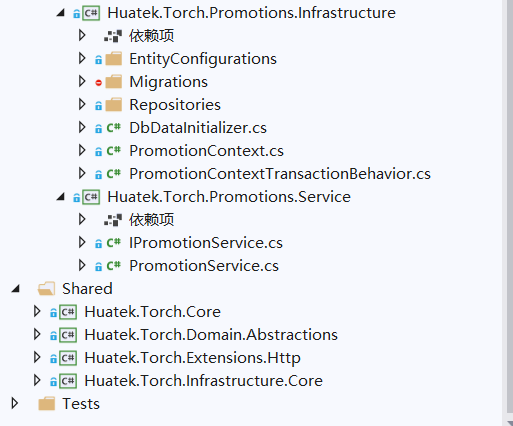 Huatek.Torch.Promotions.Infrastructure
依赖项
EntityConfigurations
Migrations
Repositories
C# DbDataInitializer.cs
C# PromotionContext.cs
C# PromotionContextTransactionBehavior.cs
C# Huatek.Torch.Promotions.Service
依赖项
C# IPromotionService.cs
C# PromotionService.cs
Shared
C# Huatek.Torch.Core
C# Huatek.Torch.Domain.Abstractions
C# Huatek.Torch.Extensions.Http
C# Huatek.Torch.Infrastructure.Core
Tests